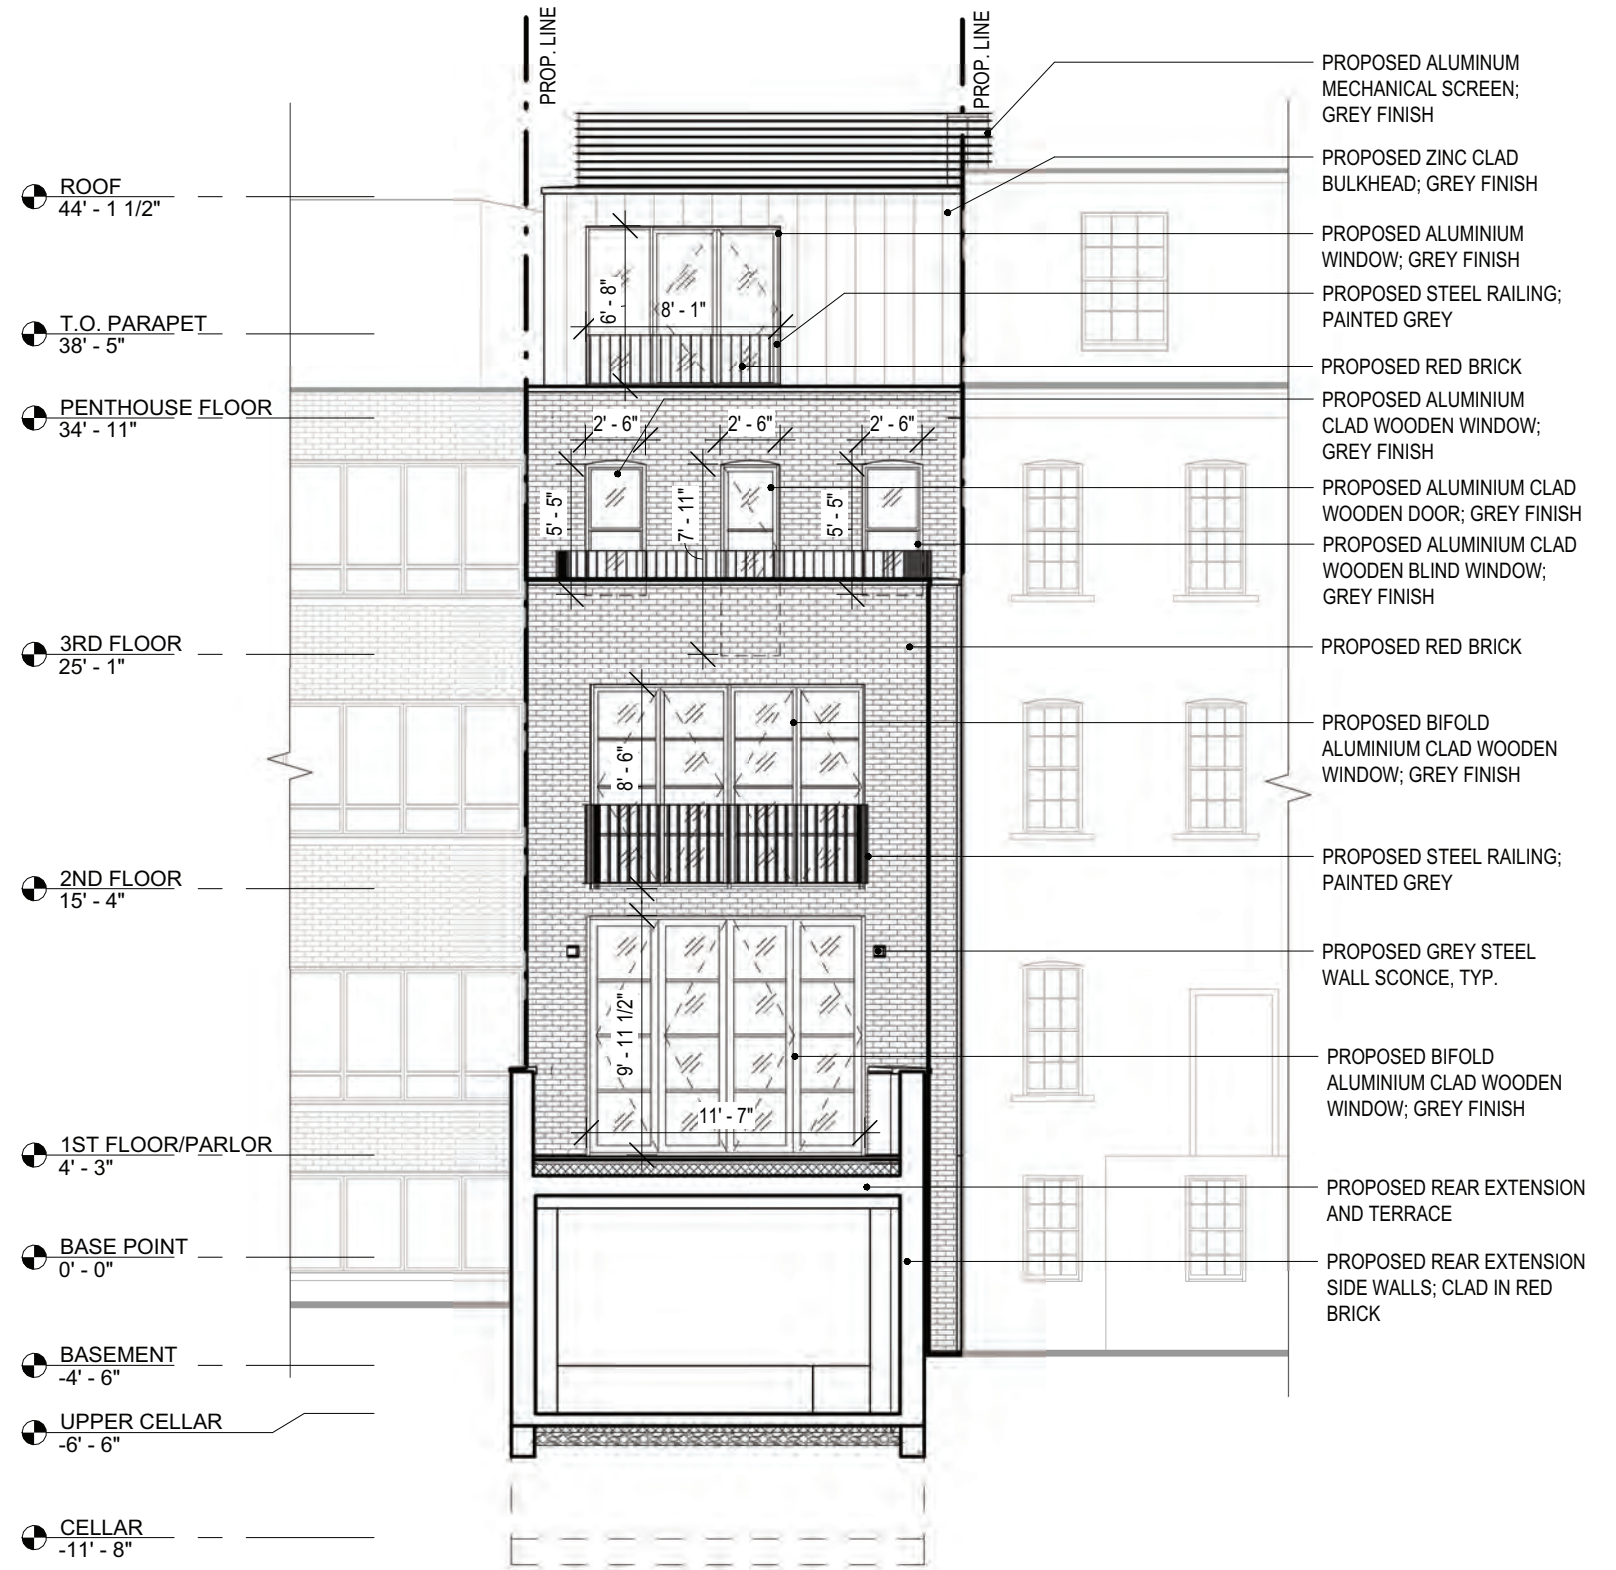 PROP. LINE
PROP. LINE
ROOF
44' - 1 1/2"
T.O. PARAPET
38' - 5"
PENTHOUSE FLOOR
34' - 11"
3RD FLOOR
25' - 1"
2ND FLOOR
15' - 4"
1ST FLOOR/PARLOR
4' - 3"
BASE POINT
0' - 0"
BASEMENT
-4' - 6"
UPPER CELLAR
-6' - 6"
CELLAR
-11' - 8"
6' - 8"
8' - 1"
2' - 6"
2' - 6"
2' - 6"
5' - 5"
7' - 11"
5' - 5"
8' - 6"
9' - 11 1/2"
11' - 7"
PROPOSED ALUMINUM
MECHANICAL SCREEN;
GREY FINISH
PROPOSED ZINC CLAD
BULKHEAD; GREY FINISH
PROPOSED ALUMINIUM
WINDOW; GREY FINISH
PROPOSED STEEL RAILING;
PAINTED GREY
PROPOSED RED BRICK
PROPOSED ALUMINIUM
CLAD WOODEN WINDOW;
GREY FINISH
PROPOSED ALUMINIUM CLAD
WOODEN DOOR; GREY FINISH
PROPOSED ALUMINIUM CLAD
WOODEN BLIND WINDOW;
GREY FINISH
PROPOSED RED BRICK
PROPOSED BIFOLD
ALUMINIUM CLAD WOODEN
WINDOW; GREY FINISH
PROPOSED STEEL RAILING;
PAINTED GREY
PROPOSED GREY STEEL
WALL SCONCE, TYP.
PROPOSED BIFOLD
ALUMINIUM CLAD WOODEN
WINDOW; GREY FINISH
PROPOSED REAR EXTENSION
AND TERRACE
PROPOSED REAR EXTENSION
SIDE WALLS; CLAD IN RED
BRICK